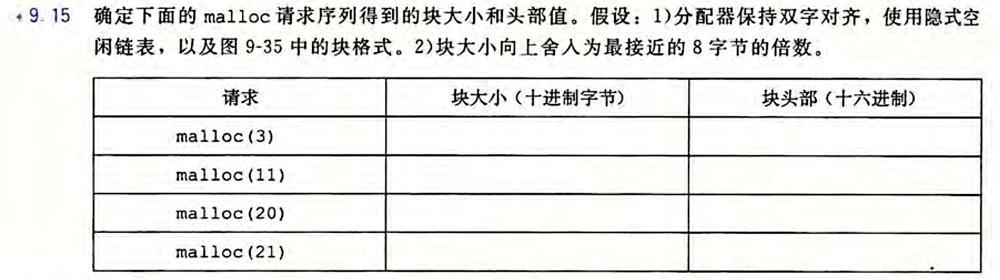 9.15 确定下面的 malloc 请求序列得到的块大小和头部值。假设：1)分配器保持双字对齐，使用隐式空
闲链表，以及图 9-35 中的块格式。2)块大小向上舍入为最接近的 8 字节的倍数。
请求 块大小（十进制字节） 块头部（十六进制）
malloc(3)
malloc(11)
malloc(20)
malloc(21)